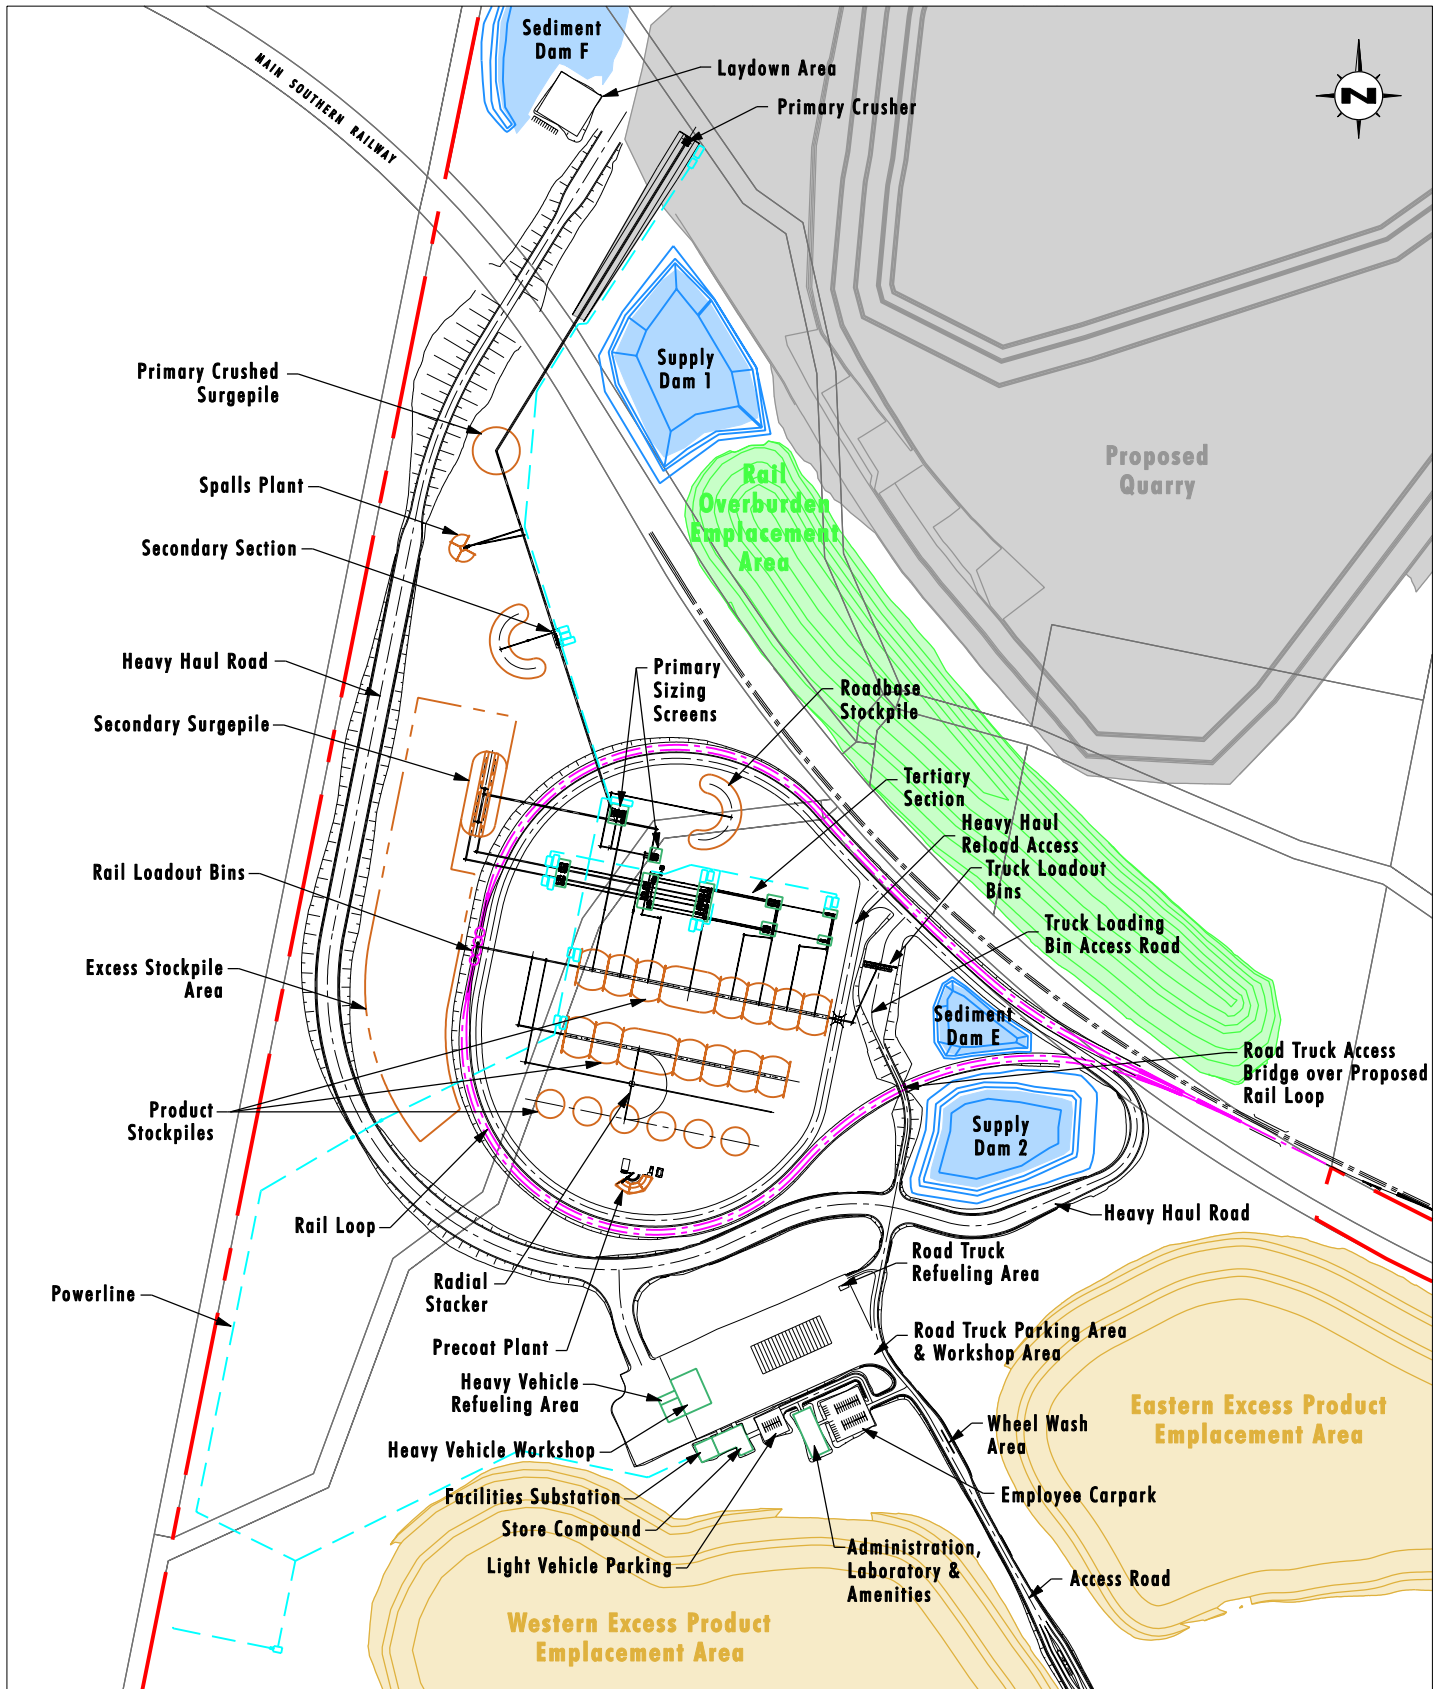 Sediment
Dam F
Laydown Area
Primary Crusher
MAIN SOUTHERN RAILWAY
N
Supply
Dam 1
Primary Crushed
Surgepile
Proposed
Quarry
Rail
Overburden
Emplacement
Area
Spalls Plant
Secondary Section
Heavy Haul Road
Primary
Sizing
Screens
Roadbase
Stockpile
Secondary Surgepile
Tertiary
Section
Heavy Haul
Reload Access
Truck Loadout
Bins
Rail Loadout Bins
Truck Loading
Bin Access Road
Excess Stockpile
Area
Sediment
Dam E
Road Truck Access
Bridge over Proposed
Rail Loop
Product
Stockpiles
Supply
Dam 2
Rail Loop
Heavy Haul Road
Road Truck
Refueling Area
Powerline
Radial
Stacker
Precoat Plant
Road Truck Parking Area
& Workshop Area
Heavy Vehicle
Refueling Area
Eastern Excess Product
Emplacement Area
Wheel Wash
Area
Heavy Vehicle Workshop
Facilities Substation
Employee Carpark
Store Compound
Light Vehicle Parking
Administration,
Laboratory &
Amenities
Access Road
Western Excess Product
Emplacement Area